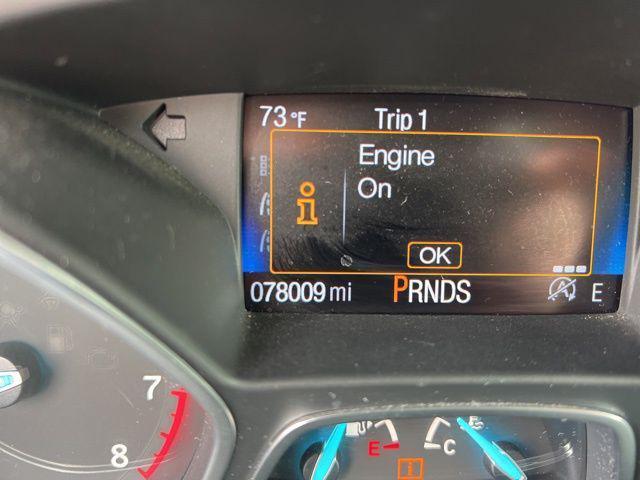 73°F Trip 1
Engine
On
i
OK
078009 mi PRNDS A E
7
8
E C
i